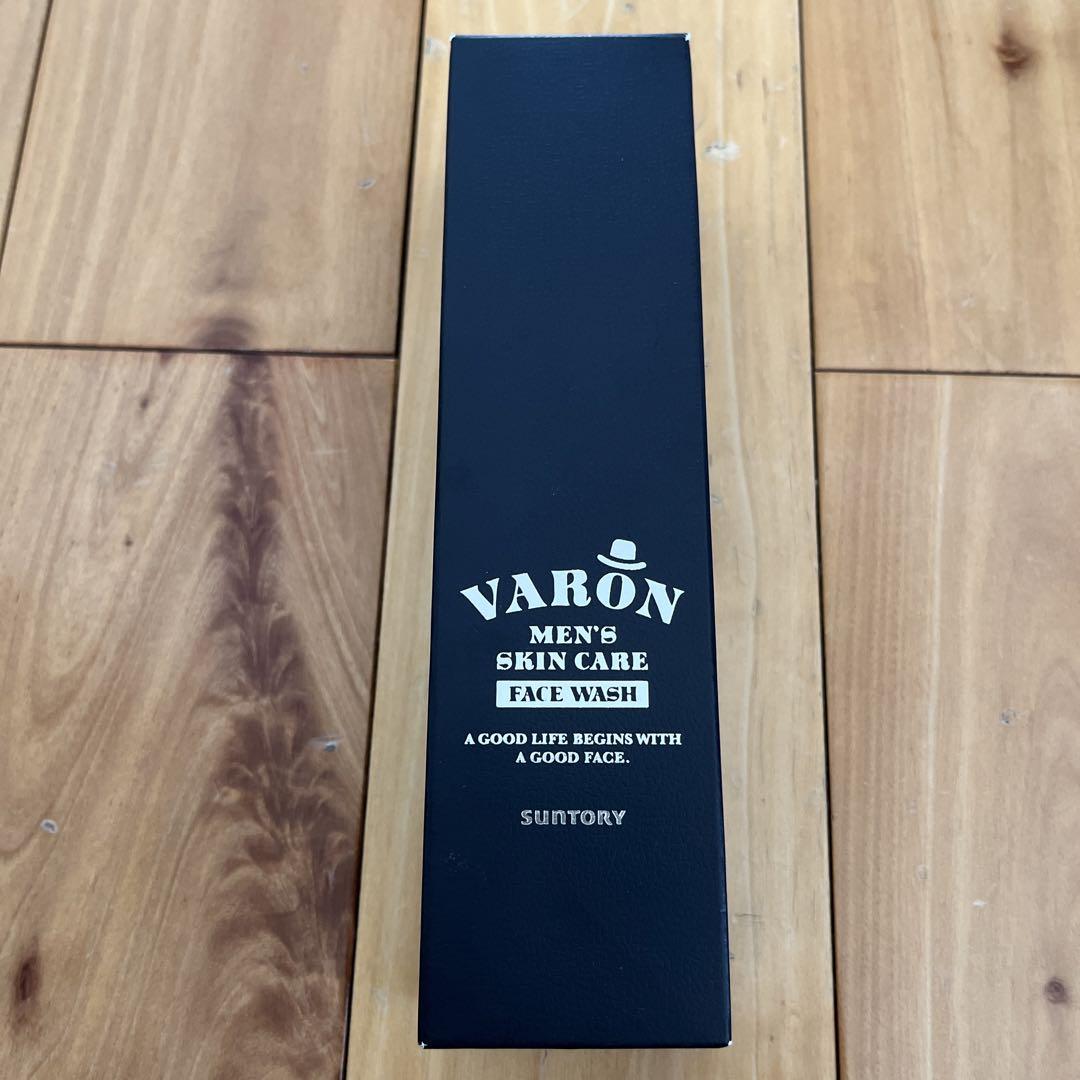 VARON
MEN'S
SKIN CARE
FACE WASH
A GOOD LIFE BEGINS WITH
A GOOD FACE.
SUNTORY